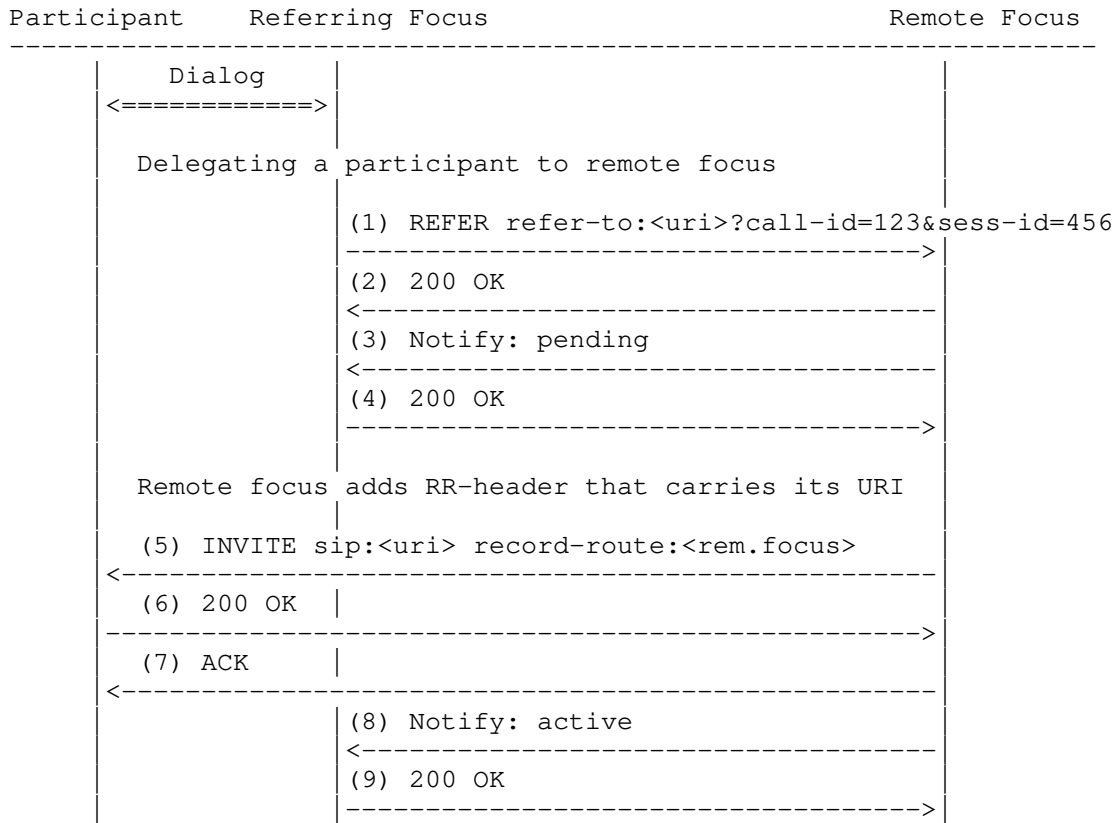 Participant Referring Focus Remote Focus
Dialog
Delegating a participant to remote focus
(1) REFER refer-to:<uri>?call-id=123&sess-id=456
(2) 200 OK
(3) Notify: pending
(4) 200 OK
Remote focus adds RR-header that carries its URI
(5) INVITE sip:<uri> record-route:<rem.focus>
(6) 200 OK
(7) ACK
(8) Notify: active
(9) 200 OK